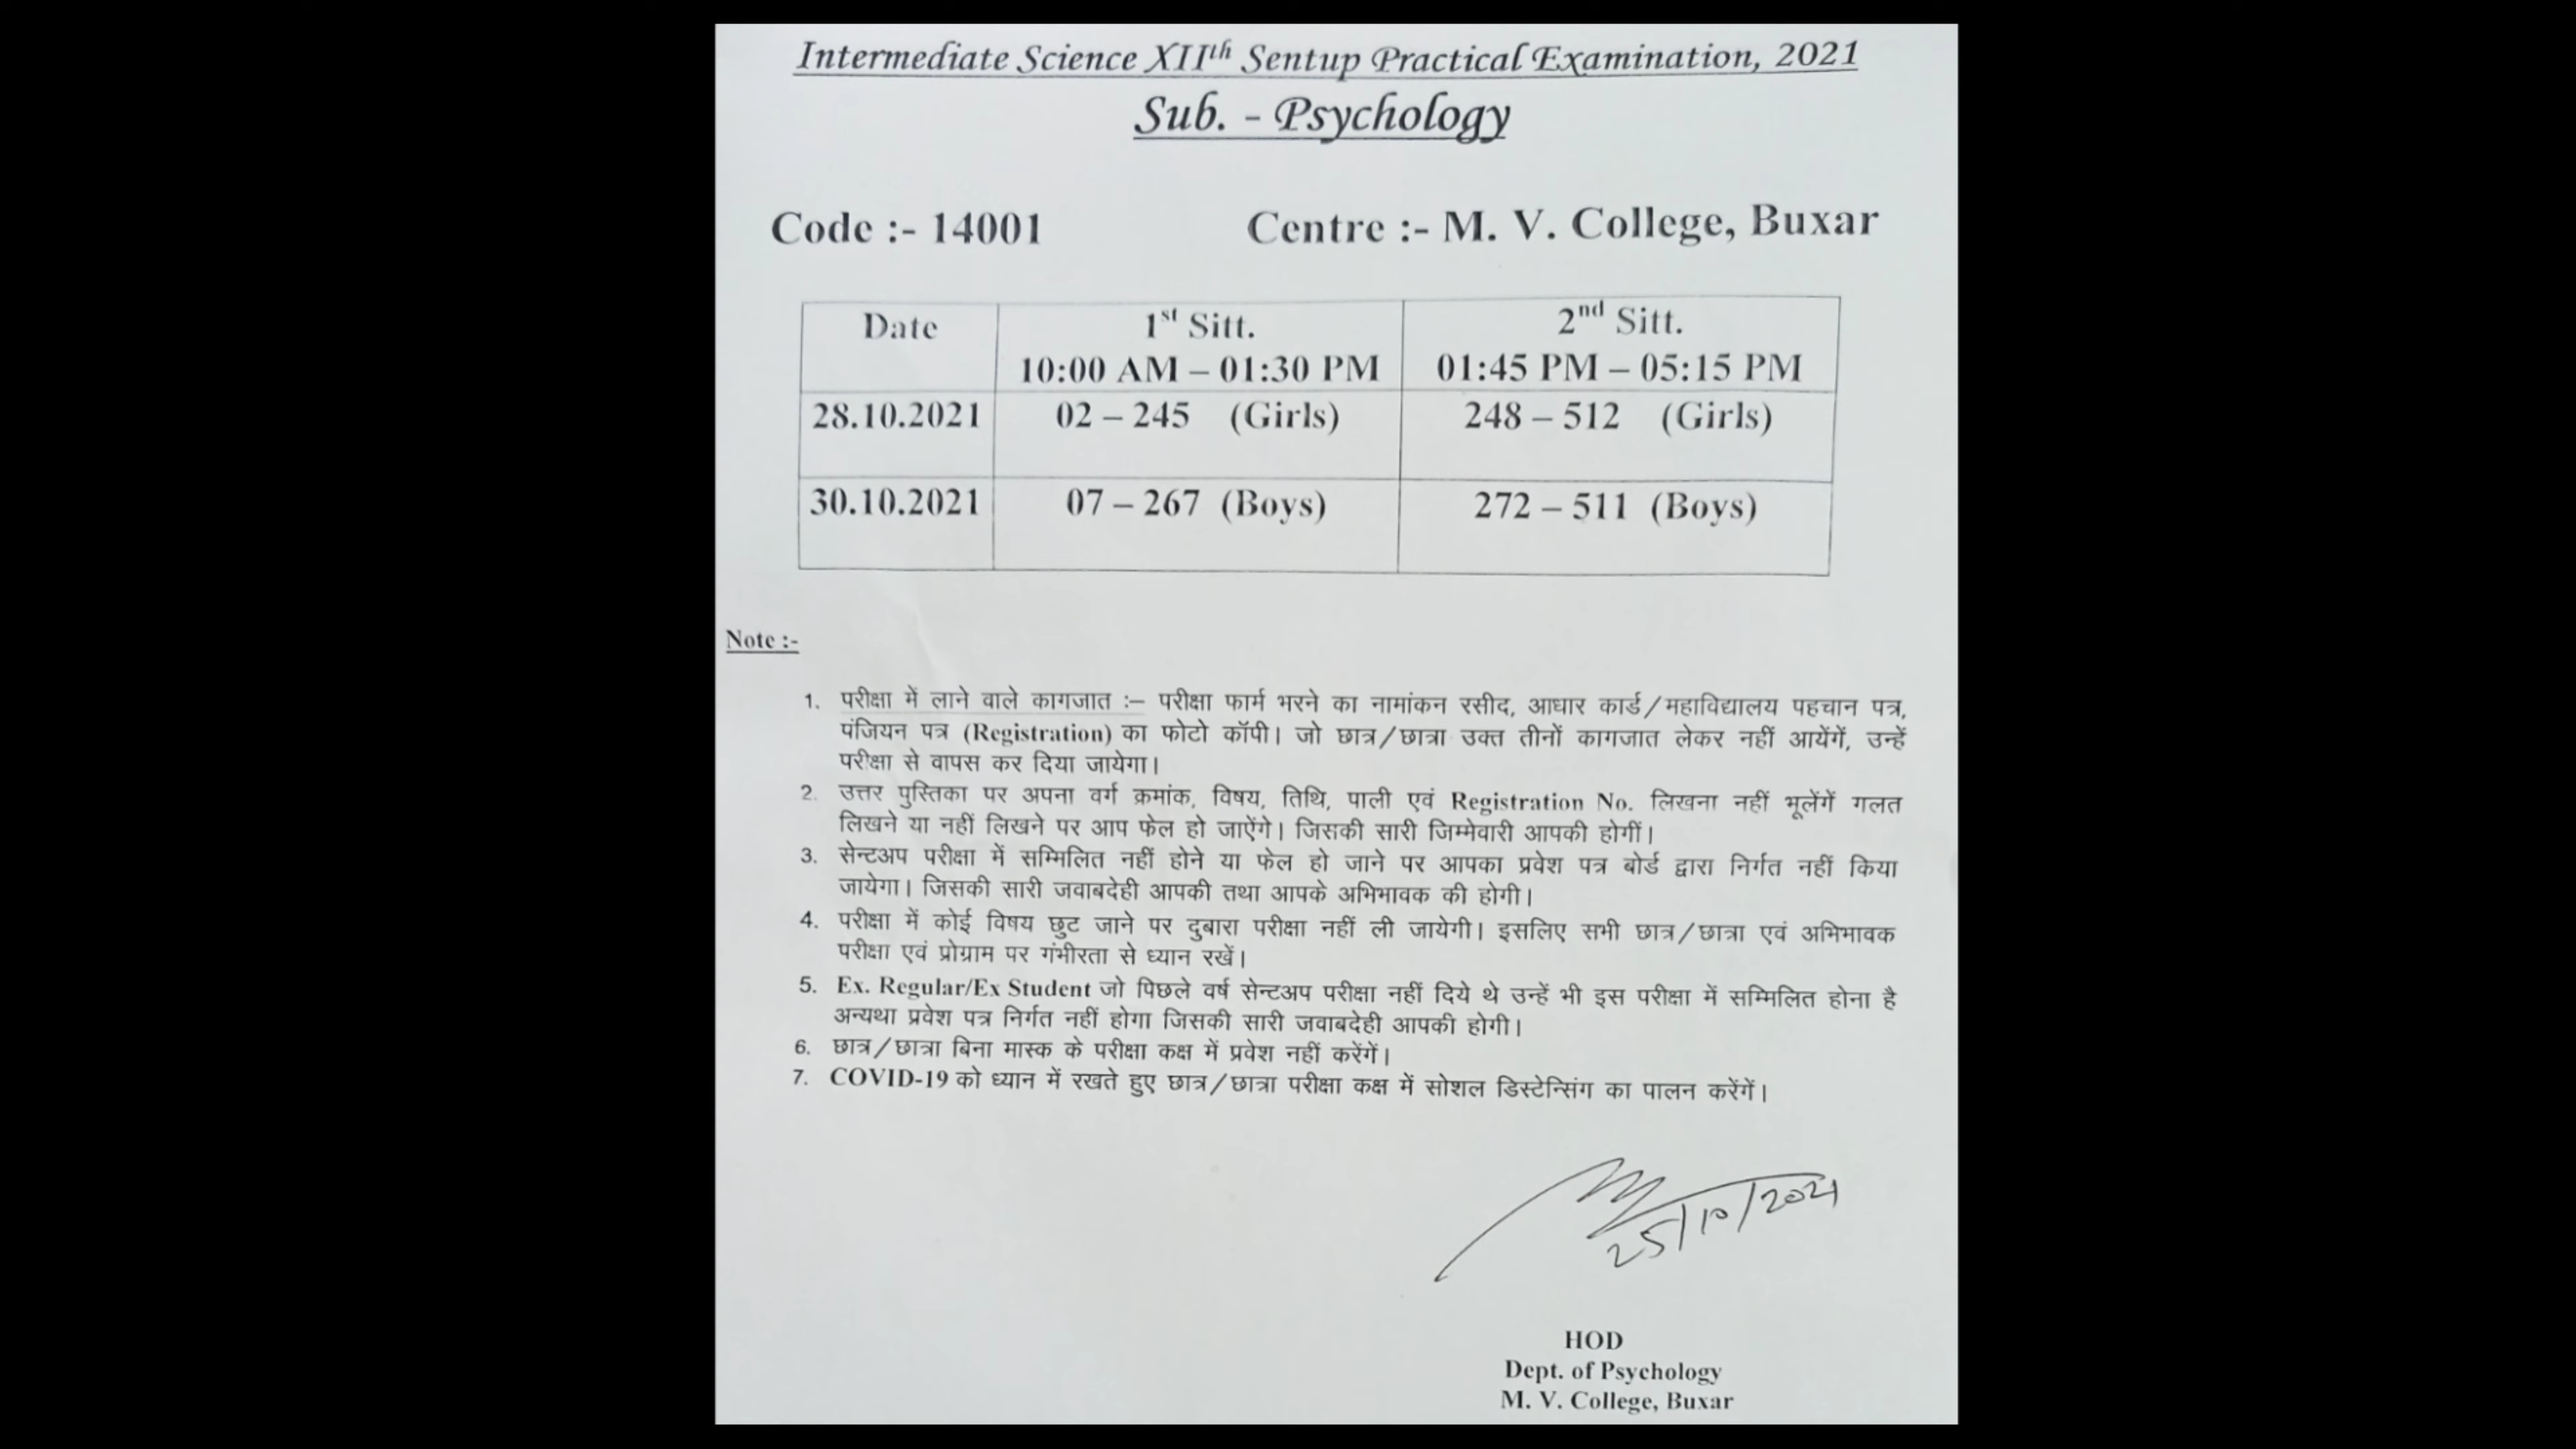 Intermediate Science XIIth Sentup Practical Examination, 2021
Sub. - Psychology
Code :- 14001 Centre :- M. V. College, Buxar
Date 1st Sitt. 2nd Sitt.
10:00 AM – 01:30 PM 01:45 PM – 05:15 PM
28.10.2021 02 – 245 (Girls) 248 – 512 (Girls)
30.10.2021 07 – 267 (Boys) 272 – 511 (Boys)
Note :-
1. परीक्षा में लाने वाले कागजात :– परीक्षा फार्म भरने का नामांकन रसीद, आधार कार्ड/महाविद्यालय पहचान पत्र,
पंजियन पत्र (Registration) का फोटो कॉपी। जो छात्र/छात्रा उक्त तीनों कागजात लेकर नहीं आयेंगें, उन्हें
परीक्षा से वापस कर दिया जायेगा।
2. उत्तर पुस्तिका पर अपना वर्ग क्रमांक, विषय, तिथि, पाली एवं Registration No. लिखना नहीं भूलेंगें गलत
लिखने या नहीं लिखने पर आप फेल हो जाऐंगे। जिसकी सारी जिम्मेवारी आपकी होगीं।
3. सेन्टअप परीक्षा में सम्मिलित नहीं होने या फेल हो जाने पर आपका प्रवेश पत्र बोर्ड द्वारा निर्गत नहीं किया
जायेगा। जिसकी सारी जवाबदेही आपकी तथा आपके अभिभावक की होगी।
4. परीक्षा में कोई विषय छुट जाने पर दुबारा परीक्षा नहीं ली जायेगी। इसलिए सभी छात्र/छात्रा एवं अभिभावक
परीक्षा एवं प्रोग्राम पर गंभीरता से ध्यान रखें।
5. Ex. Regular/Ex Student जो पिछले वर्ष सेन्टअप परीक्षा नहीं दिये थे उन्हें भी इस परीक्षा में सम्मिलित होना है
अन्यथा प्रवेश पत्र निर्गत नहीं होगा जिसकी सारी जवाबदेही आपकी होगी।
6. छात्र/छात्रा बिना मास्क के परीक्षा कक्ष में प्रवेश नहीं करेंगें।
7. COVID-19 को ध्यान में रखते हुए छात्र/छात्रा परीक्षा कक्ष में सोशल डिस्टेन्सिंग का पालन करेंगें।
25/10/2021
HOD
Dept. of Psychology
M. V. College, Buxar